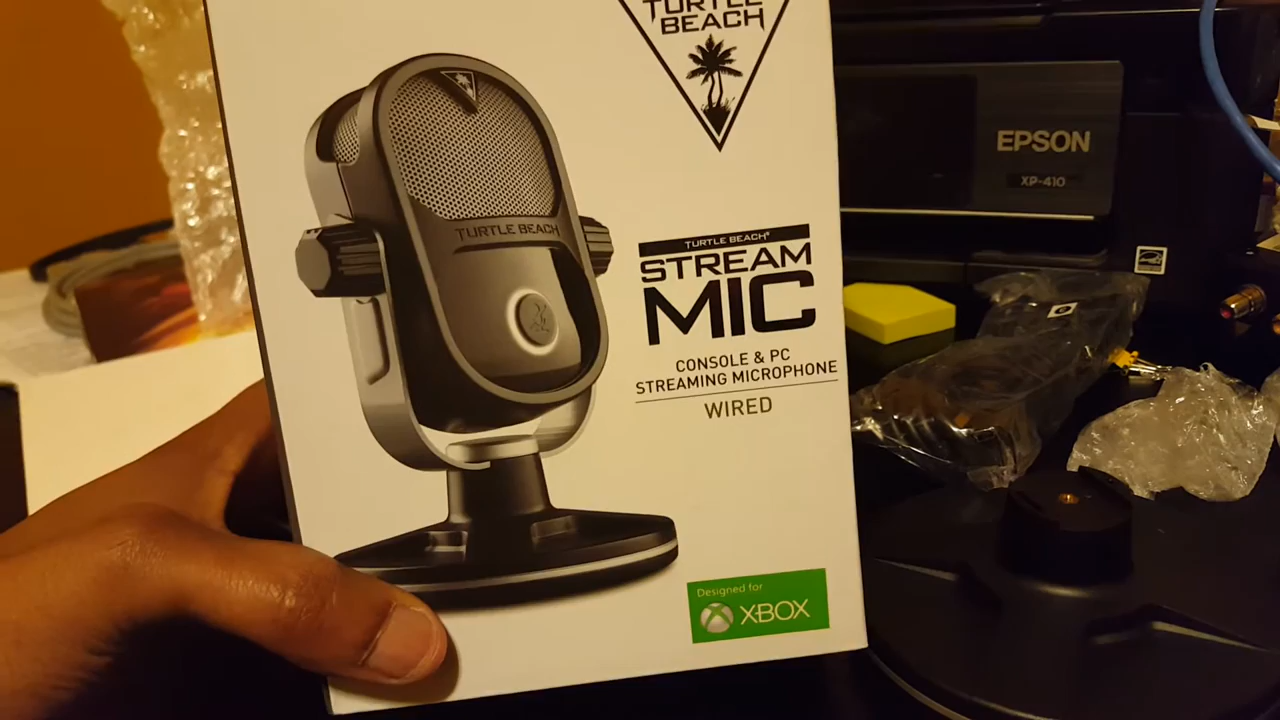 TURTLE
BEACH
TURTLE BEACH
TURTLE BEACH®
STREAM
MIC
CONSOLE & PC
STREAMING MICROPHONE
WIRED
Designed for
XBOX
EPSON
XP-410